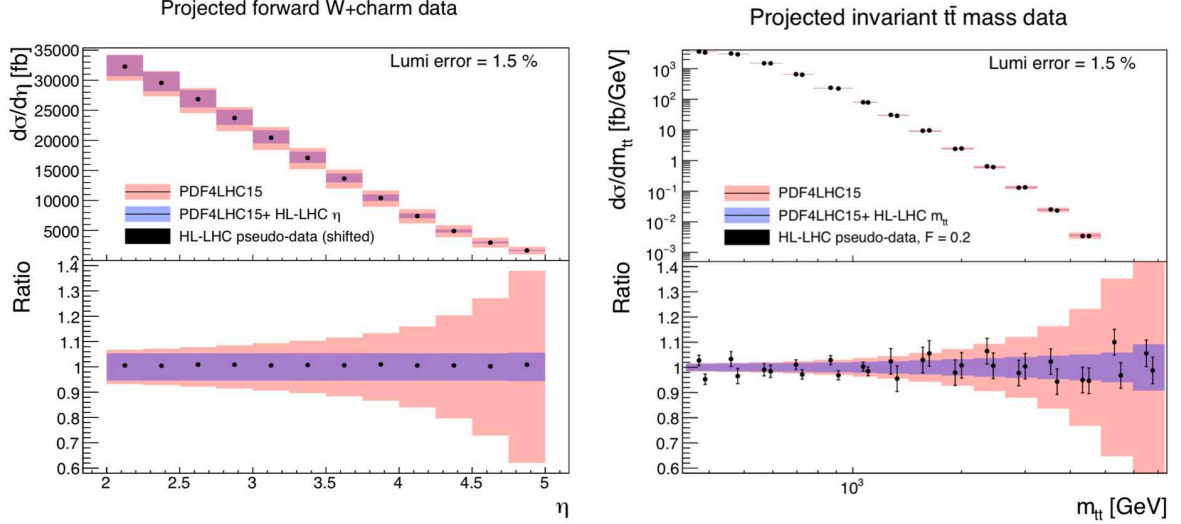 Projected forward W+charm data
dσ/dη [fb]
35000
30000
25000
20000
15000
10000
5000
Lumi error = 1.5 %
PDF4LHC15
PDF4LHC15+ HL-LHC η
HL-LHC pseudo-data (shifted)
Ratio
1.4
1.3
1.2
1.1
1
0.9
0.8
0.7
0.6
2 2.5 3 3.5 4 4.5 5
η
Projected invariant tt̄ mass data
dσ/dm_tt [fb/GeV]
10³
10²
10
1
10⁻¹
10⁻²
10⁻³
Lumi error = 1.5 %
PDF4LHC15
PDF4LHC15+ HL-LHC m_tt
HL-LHC pseudo-data, F = 0.2
Ratio
1.4
1.3
1.2
1.1
1
0.9
0.8
0.7
0.6
10³
m_tt [GeV]